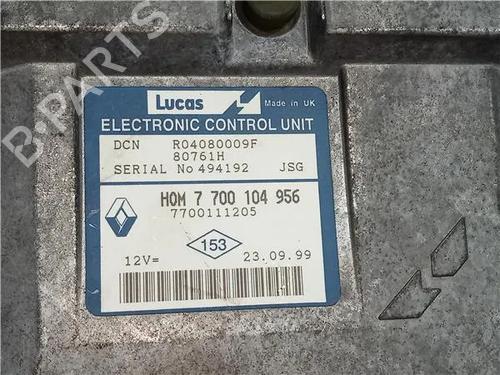 B-PARTS
Lucas Made in UK
ELECTRONIC CONTROL UNIT
DCN R04080009F
80761H
SERIAL No 494192 JSG
HOM 7 700 104 956
7700111205
153
12V= 23.09.99